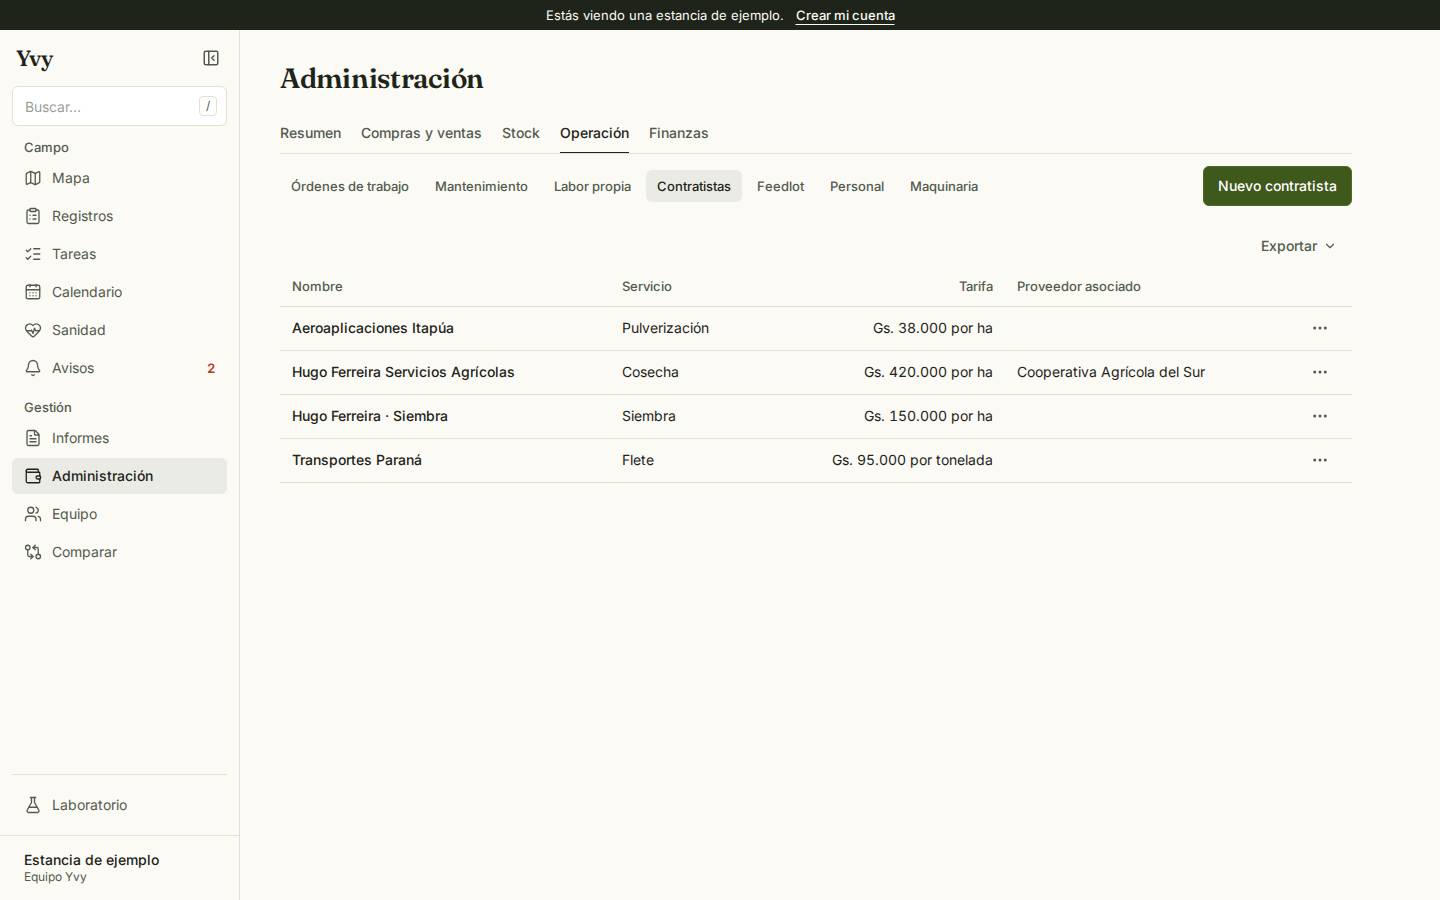 Estás viendo una estancia de ejemplo. Crear mi cuenta
Yvy
Buscar... /
Campo
Mapa
Registros
Tareas
Calendario
Sanidad
Avisos 2
Gestión
Informes
Administración
Equipo
Comparar
Laboratorio
Estancia de ejemplo
Equipo Yvy
Administración
Resumen Compras y ventas Stock Operación Finanzas
Órdenes de trabajo Mantenimiento Labor propia Contratistas Feedlot Personal Maquinaria Nuevo contratista
Exportar
Nombre Servicio Tarifa Proveedor asociado
Aeroaplicaciones Itapúa Pulverización Gs. 38.000 por ha
Hugo Ferreira Servicios Agrícolas Cosecha Gs. 420.000 por ha Cooperativa Agrícola del Sur
Hugo Ferreira · Siembra Siembra Gs. 150.000 por ha
Transportes Paraná Flete Gs. 95.000 por tonelada